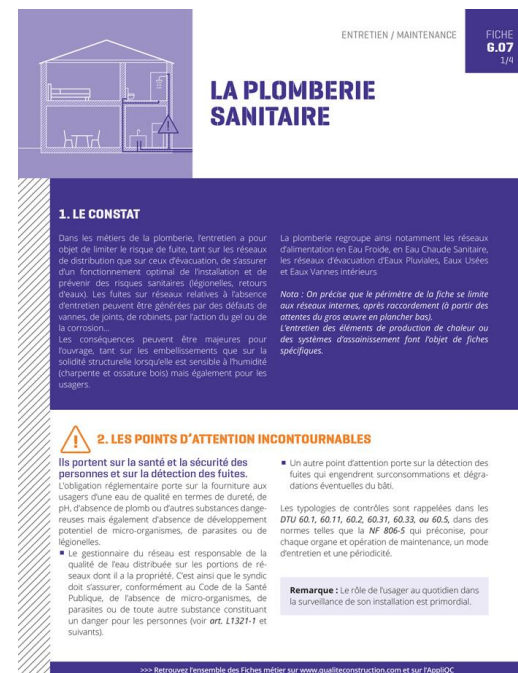 ENTRETIEN / MAINTENANCE
FICHE
G.07
1/4
LA PLOMBERIE
SANITAIRE
1. LE CONSTAT
Dans les métiers de la plomberie, l'entretien a pour
objet de limiter le risque de fuite, tant sur les réseaux
de distribution que sur ceux d'évacuation, de s'assurer
d'un fonctionnement optimal de l'installation et de
prévenir des risques sanitaires (légionelles, retours
d'eaux). Les fuites sur réseaux relatives à l'absence
d'entretien peuvent être générées par des défauts de
vannes, de joints, de robinets, par l'action du gel ou de
la corrosion...
Les conséquences peuvent être majeures pour
l'ouvrage, tant sur les embellissements que sur la
solidité structurelle lorsqu'elle est sensible à l'humidité
(charpente et ossature bois) mais également pour les
usagers.
La plomberie regroupe ainsi notamment les réseaux
d'alimentation en Eau Froide, en Eau Chaude Sanitaire,
les réseaux d'évacuation d'Eaux Pluviales, Eaux Usées
et Eaux Vannes intérieurs
Nota : On précise que le périmètre de la fiche se limite
aux réseaux internes, après raccordement (à partir des
attentes du gros œuvre en plancher bas).
L'entretien des éléments de production de chaleur ou
des systèmes d'assainissement font l'objet de fiches
spécifiques.
2. LES POINTS D'ATTENTION INCONTOURNABLES
Ils portent sur la santé et la sécurité des
personnes et sur la détection des fuites.
L'obligation réglementaire porte sur la fourniture aux
usagers d'une eau de qualité en termes de dureté, de
pH, d'absence de plomb ou d'autres substances dange-
reuses mais également d'absence de développement
potentiel de micro-organismes, de parasites ou de
légionelles.
■ Le gestionnaire du réseau est responsable de la
qualité de l'eau distribuée sur les portions de ré-
seaux dont il a la propriété. C'est ainsi que le syndic
doit s'assurer, conformément au Code de la Santé
Publique, de l'absence de micro-organismes, de
parasites ou de toute autre substance constituant
un danger pour les personnes (voir art. L1321-1 et
suivants).
■ Un autre point d'attention porte sur la détection des
fuites qui engendrent surconsommations et dégra-
dations éventuelles du bâti.
Les typologies de contrôles sont rappelées dans les
DTU 60.1, 60.11, 60.2, 60.31, 60.33, ou 60.5, dans des
normes telles que la NF 806-5 qui préconise, pour
chaque organe et opération de maintenance, un mode
d'entretien et une périodicité.
Remarque : Le rôle de l'usager au quotidien dans
la surveillance de son installation est primordial.
>>> Retrouvez l'ensemble des Fiches métier sur www.qualiteconstruction.com et sur l'AppliQC